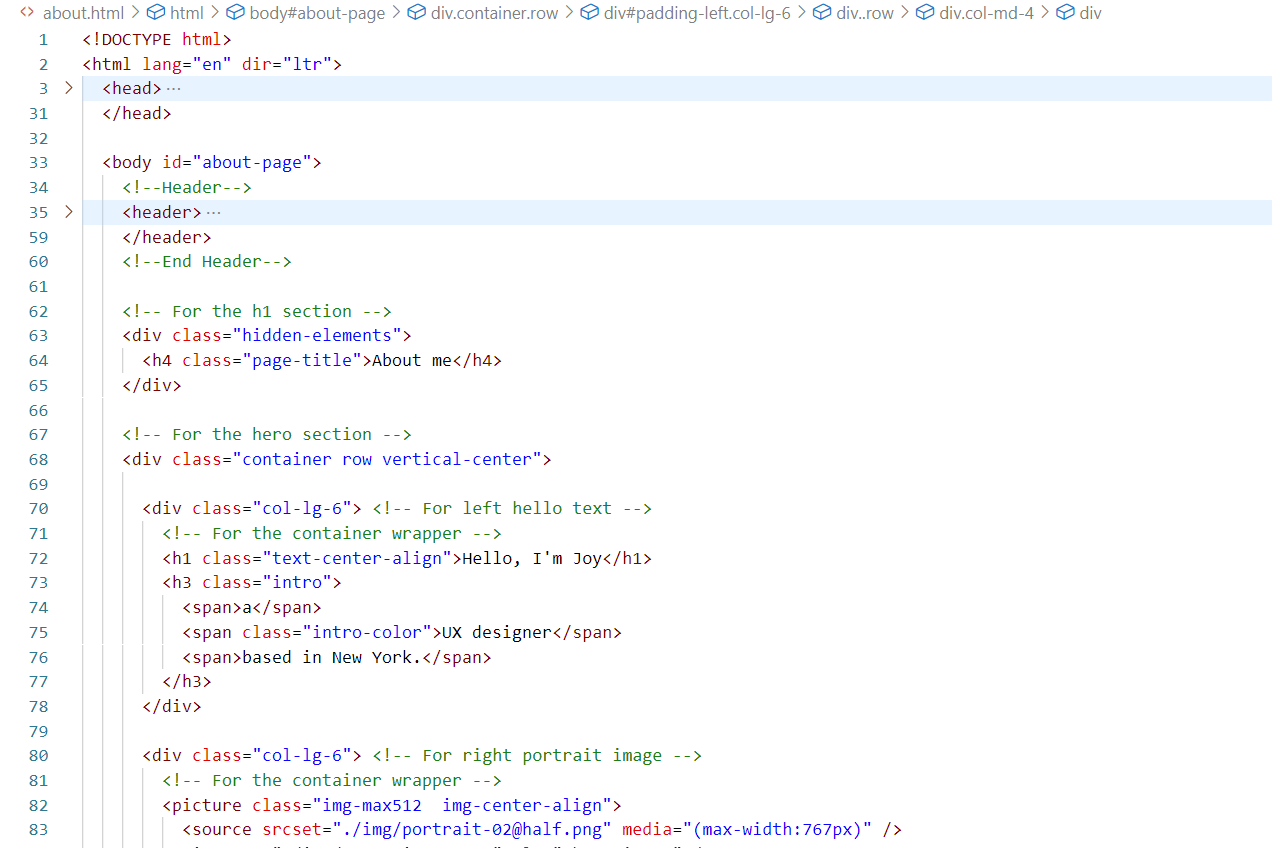 about.html > html > body#about-page > div.container.row > div#padding-left.col-lg-6 > div..row > div.col-md-4 > div
1 <!DOCTYPE html>
2 <html lang="en" dir="ltr">
3 > <head> ···
31 </head>
32
33 <body id="about-page">
34 <!--Header-->
35 > <header> ···
59 </header>
60 <!--End Header-->
61
62 <!-- For the h1 section -->
63 <div class="hidden-elements">
64 <h4 class="page-title">About me</h4>
65 </div>
66
67 <!-- For the hero section -->
68 <div class="container row vertical-center">
69
70 <div class="col-lg-6"> <!-- For left hello text -->
71 <!-- For the container wrapper -->
72 <h1 class="text-center-align">Hello, I'm Joy</h1>
73 <h3 class="intro">
74 <span>a</span>
75 <span class="intro-color">UX designer</span>
76 <span>based in New York.</span>
77 </h3>
78 </div>
79
80 <div class="col-lg-6"> <!-- For right portrait image -->
81 <!-- For the container wrapper -->
82 <picture class="img-max512  img-center-align">
83 <source srcset="./img/portrait-02@half.png" media="(max-width:767px)" />